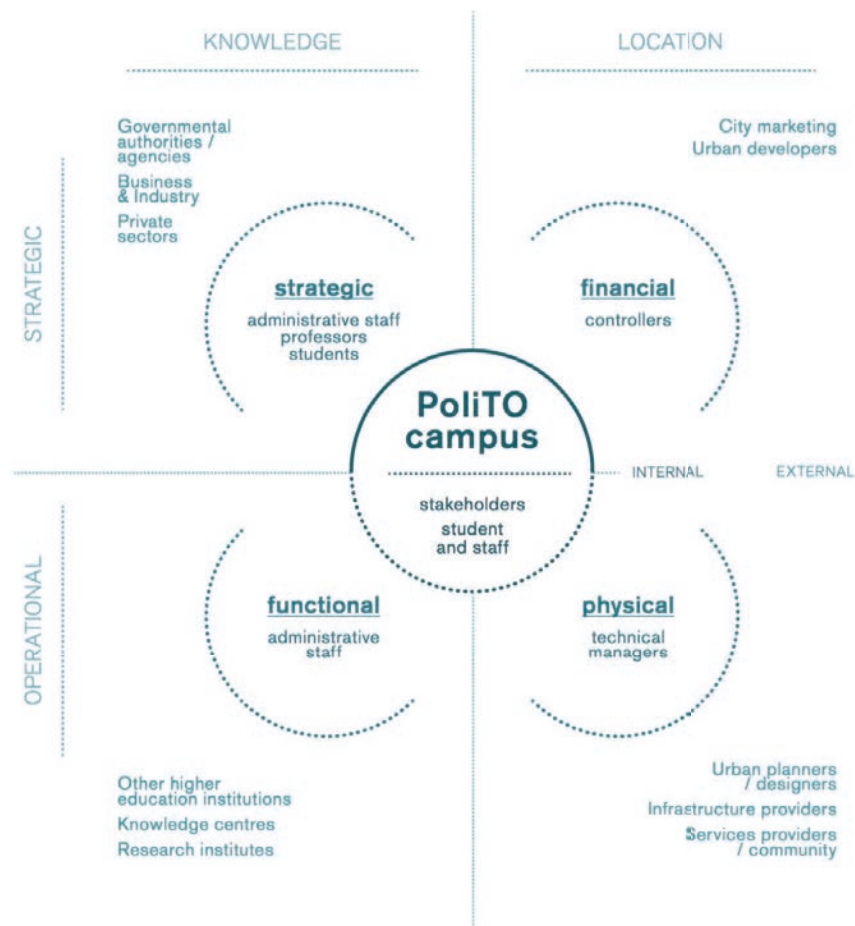 KNOWLEDGE
LOCATION
Governmental
authorities /
agencies
Business
& Industry
Private
sectors
City marketing
Urban developers
STRATEGIC
strategic
administrative staff
professors
students
financial
controllers
PoliTO
campus
INTERNAL
EXTERNAL
stakeholders
student
and staff
OPERATIONAL
functional
administrative
staff
physical
technical
managers
Other higher
education institutions
Knowledge centres
Research institutes
Urban planners
/ designers
Infrastructure providers
Services providers
/ community